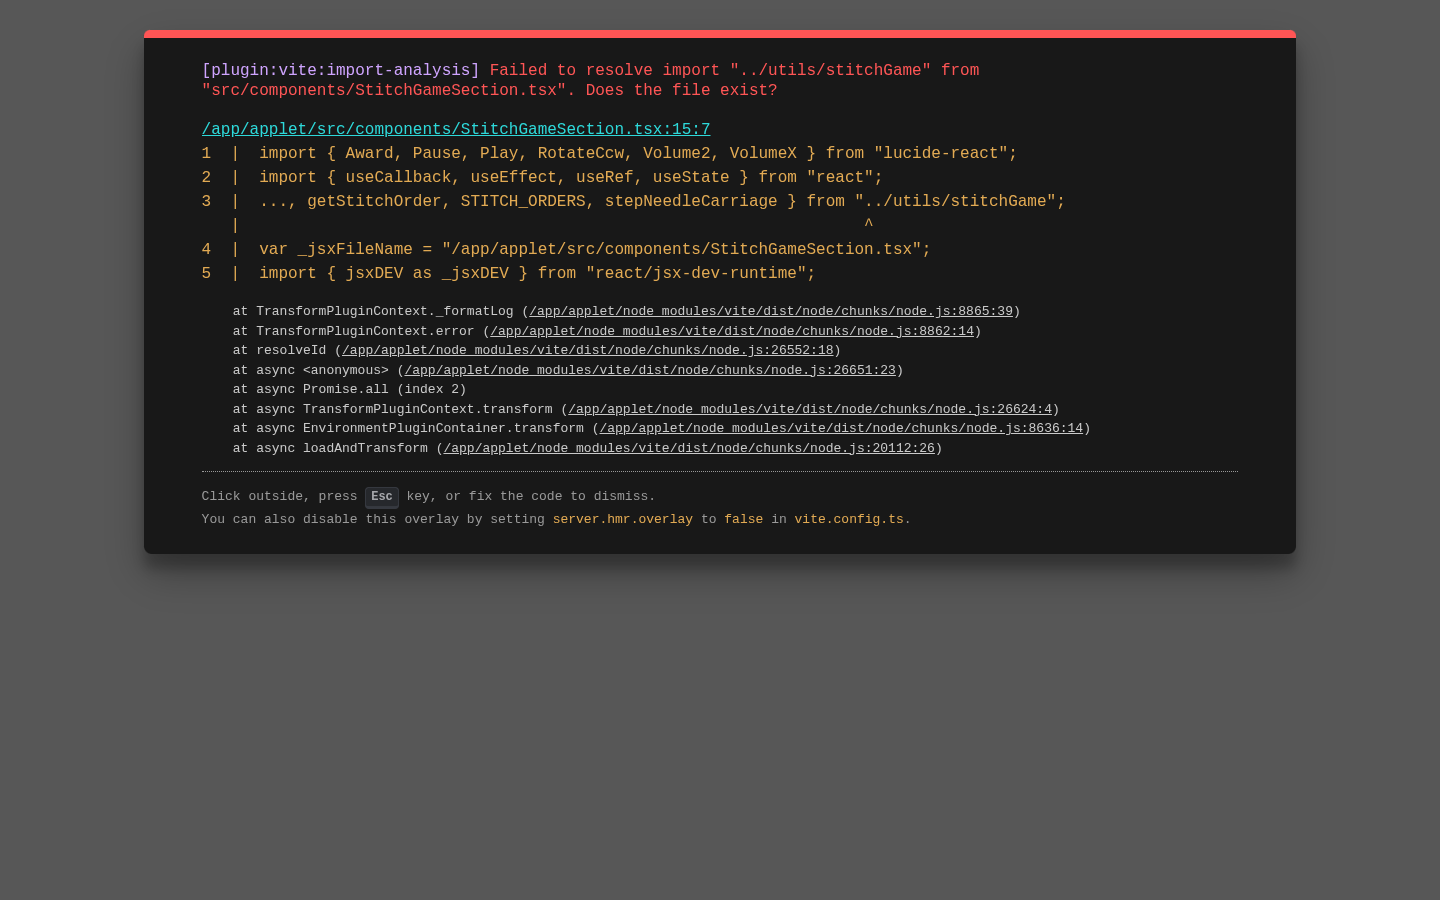 [plugin:vite:import-analysis] Failed to resolve import "../utils/stitchGame" from
"src/components/StitchGameSection.tsx". Does the file exist?
/app/applet/src/components/StitchGameSection.tsx:15:7
1  |  import { Award, Pause, Play, RotateCcw, Volume2, VolumeX } from "lucide-react";
2  |  import { useCallback, useEffect, useRef, useState } from "react";
3  |  ..., getStitchOrder, STITCH_ORDERS, stepNeedleCarriage } from "../utils/stitchGame";
   |                                                                 ^
4  |  var _jsxFileName = "/app/applet/src/components/StitchGameSection.tsx";
5  |  import { jsxDEV as _jsxDEV } from "react/jsx-dev-runtime";
at TransformPluginContext._formatLog (/app/applet/node_modules/vite/dist/node/chunks/node.js:8865:39)
at TransformPluginContext.error (/app/applet/node_modules/vite/dist/node/chunks/node.js:8862:14)
at resolveId (/app/applet/node_modules/vite/dist/node/chunks/node.js:26552:18)
at async <anonymous> (/app/applet/node_modules/vite/dist/node/chunks/node.js:26651:23)
at async Promise.all (index 2)
at async TransformPluginContext.transform (/app/applet/node_modules/vite/dist/node/chunks/node.js:26624:4)
at async EnvironmentPluginContainer.transform (/app/applet/node_modules/vite/dist/node/chunks/node.js:8636:14)
at async loadAndTransform (/app/applet/node_modules/vite/dist/node/chunks/node.js:20112:26)
Click outside, press Esc key, or fix the code to dismiss.
You can also disable this overlay by setting server.hmr.overlay to false in vite.config.ts.